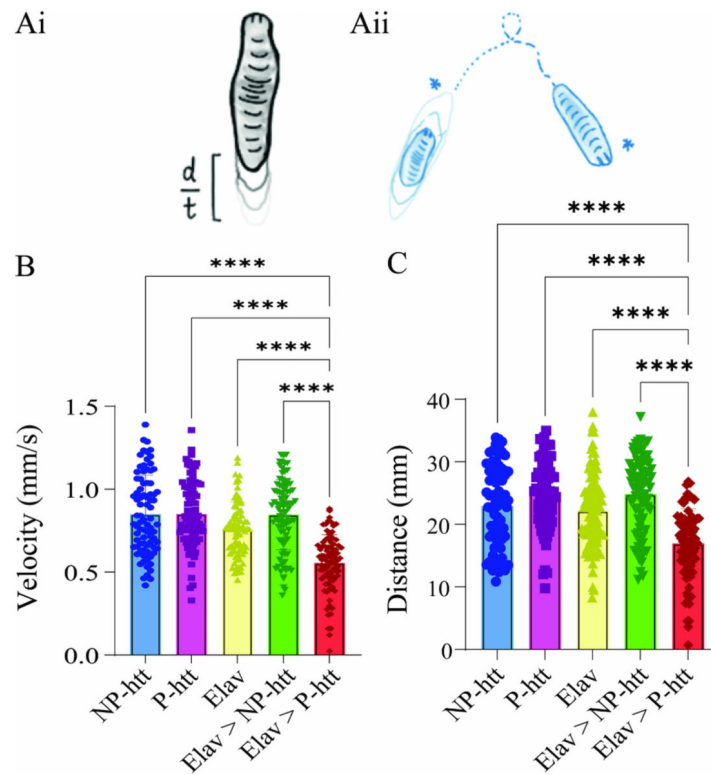 Ai
Aii
d
t
*
*
B
****
****
****
****
Velocity (mm/s)
1.5
1.0
0.5
0.0
NP-htt
P-htt
Elav
Elav > NP-htt
Elav > P-htt
C
****
****
****
****
Distance (mm)
40
30
20
10
0
NP-htt
P-htt
Elav
Elav > NP-htt
Elav > P-htt